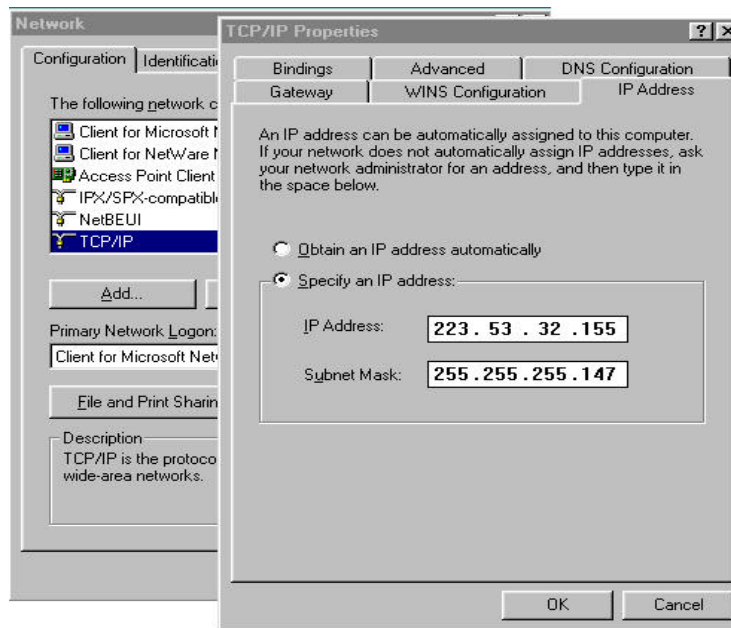 Network
Configuration
The following network c
Client for Microsoft
Client for NetWare
Access Point Client
IPX/SPX-compatibl
NetBEUI
TCP/IP
Add...
Primary Network Logon:
Client for Microsoft Net
File and Print Sharin
Description
TCP/IP is the protoco
wide-area networks.
TCP/IP Properties
Bindings Advanced DNS Configuration
Gateway WINS Configuration IP Address
An IP address can be automatically assigned to this computer.
If your network does not automatically assign IP addresses, ask
your network administrator for an address, and then type it in
the space below.
Obtain an IP address automatically
Specify an IP address:
IP Address: 223. 53 . 32 .155
Subnet Mask: 255.255.255.147
OK Cancel